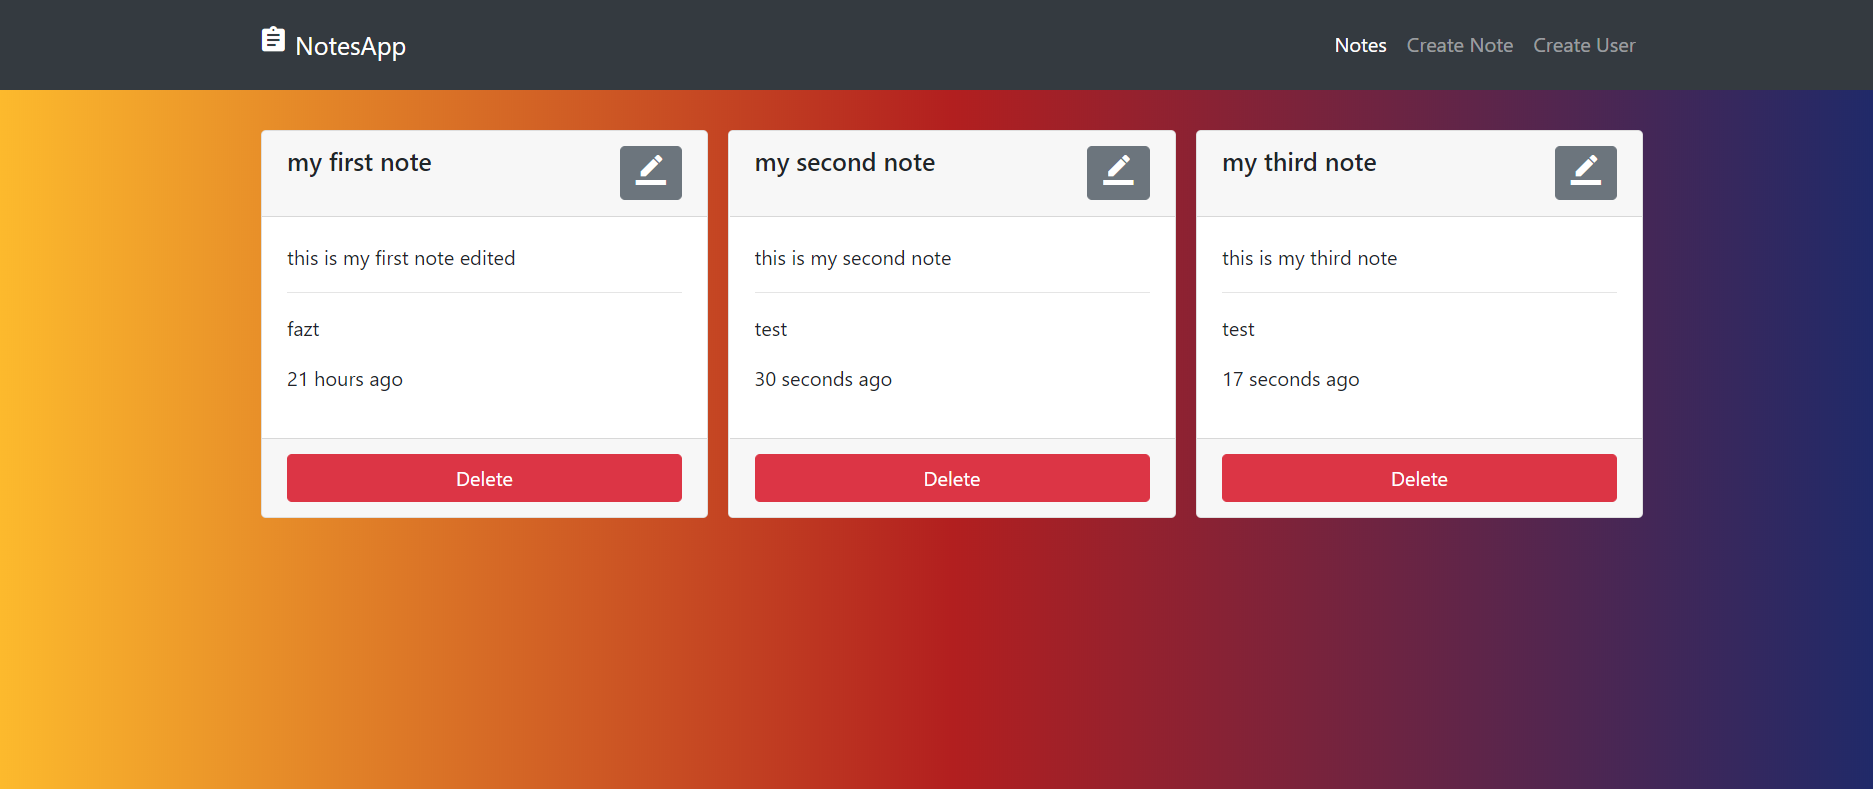 NotesApp
Notes Create Note Create User
my first note
this is my first note edited
fazt
21 hours ago
Delete
my second note
this is my second note
test
30 seconds ago
Delete
my third note
this is my third note
test
17 seconds ago
Delete